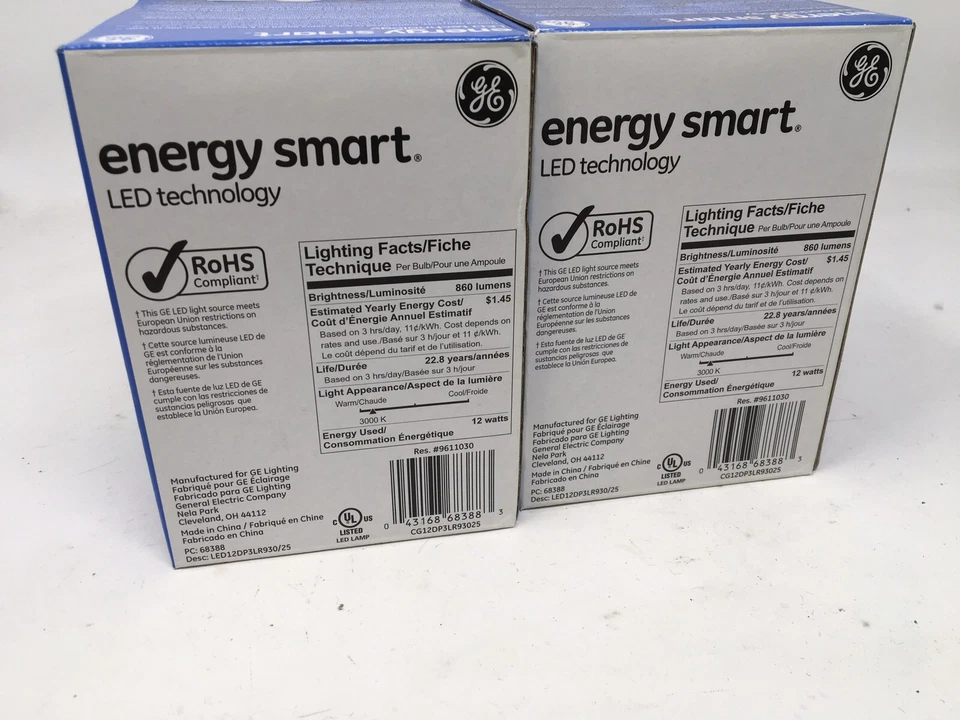 energy smart
GE
energy smart®
LED technology
RoHS
Compliant†
† This GE LED light source meets
European Union restrictions on
hazardous substances.
† Cette source lumineuse LED de
GE est conforme à la
réglementation de l'Union
Européenne sur les substances
dangereuses.
† Esta fuente de luz LED de GE
cumple con las restricciones de
sustancias peligrosas que
establece la Unión Europea.
Lighting Facts/Fiche
Technique Per Bulb/Pour une Ampoule
Brightness/Luminosité 860 lumens
Estimated Yearly Energy Cost/ $1.45
Coût d'Énergie Annuel Estimatif
Based on 3 hrs/day, 11¢/kWh. Cost depends on
rates and use./Basé sur 3 h/jour et 11 ¢/kWh.
Le coût dépend du tarif et de l'utilisation.
Life/Durée 22.8 years/années
Based on 3 hrs/day/Basée sur 3 h/jour
Light Appearance/Aspect de la lumière
Warm/Chaude Cool/Froide
3000 K
Energy Used/ 12 watts
Consommation Énergétique
Res. #9611030
Manufactured for GE Lighting
Fabriqué pour GE Éclairage
Fabricado para GE Lighting
General Electric Company
Nela Park
Cleveland, OH 44112
Made in China / Fabriqué en Chine
Fabricado en China
PC: 68388
Desc: LED12DP3LR930/25
C UL US
LISTED
LED LAMP
0 43168 68388 3
CG12DP3LR93025
energy smart
GE
energy smart®
LED technology
RoHS
Compliant†
† This GE LED light source meets
European Union restrictions on
hazardous substances.
† Cette source lumineuse LED de
GE est conforme à la
réglementation de l'Union
Européenne sur les substances
dangereuses.
† Esta fuente de luz LED de GE
cumple con las restricciones de
sustancias peligrosas que
establece la Unión Europea.
Lighting Facts/Fiche
Technique Per Bulb/Pour une Ampoule
Brightness/Luminosité 860 lumens
Estimated Yearly Energy Cost/ $1.45
Coût d'Énergie Annuel Estimatif
Based on 3 hrs/day, 11¢/kWh. Cost depends on
rates and use./Basé sur 3 h/jour et 11 ¢/kWh.
Le coût dépend du tarif et de l'utilisation.
Life/Durée 22.8 years/années
Based on 3 hrs/day/Basée sur 3 h/jour
Light Appearance/Aspect de la lumière
Warm/Chaude Cool/Froide
3000 K
Energy Used/ 12 watts
Consommation Énergétique
Res. #9611030
Manufactured for GE Lighting
Fabriqué pour GE Éclairage
Fabricado para GE Lighting
General Electric Company
Nela Park
Cleveland, OH 44112
Made in China / Fabriqué en Chine
Fabricado en China
PC: 68388
Desc: LED12DP3LR930/25
C UL US
LISTED
LED LAMP
0 43168 68388 3
CG12DP3LR93025